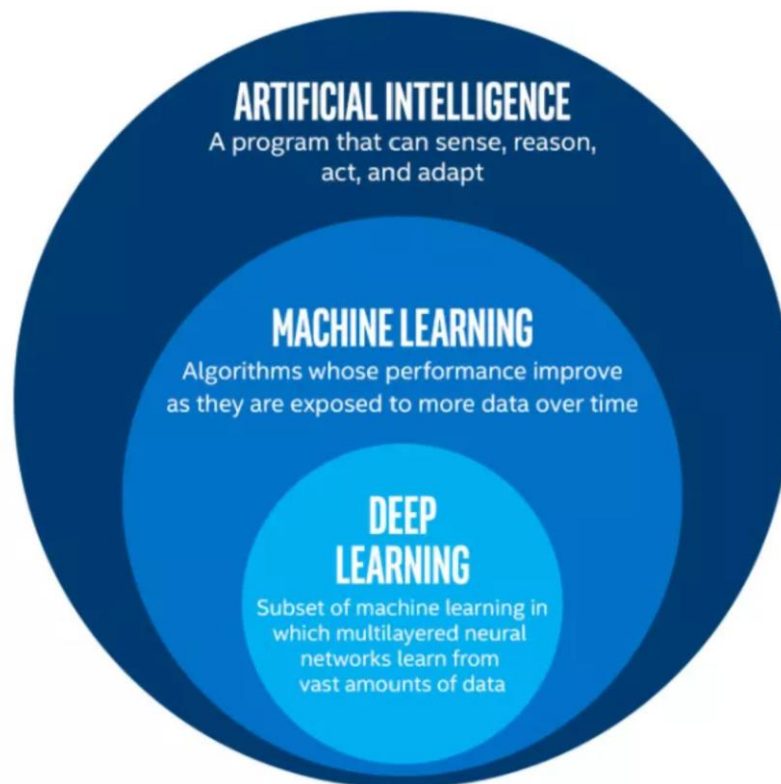 ARTIFICIAL INTELLIGENCE
A program that can sense, reason,
act, and adapt
MACHINE LEARNING
Algorithms whose performance improve
as they are exposed to more data over time
DEEP
LEARNING
Subset of machine learning in
which multilayered neural
networks learn from
vast amounts of data